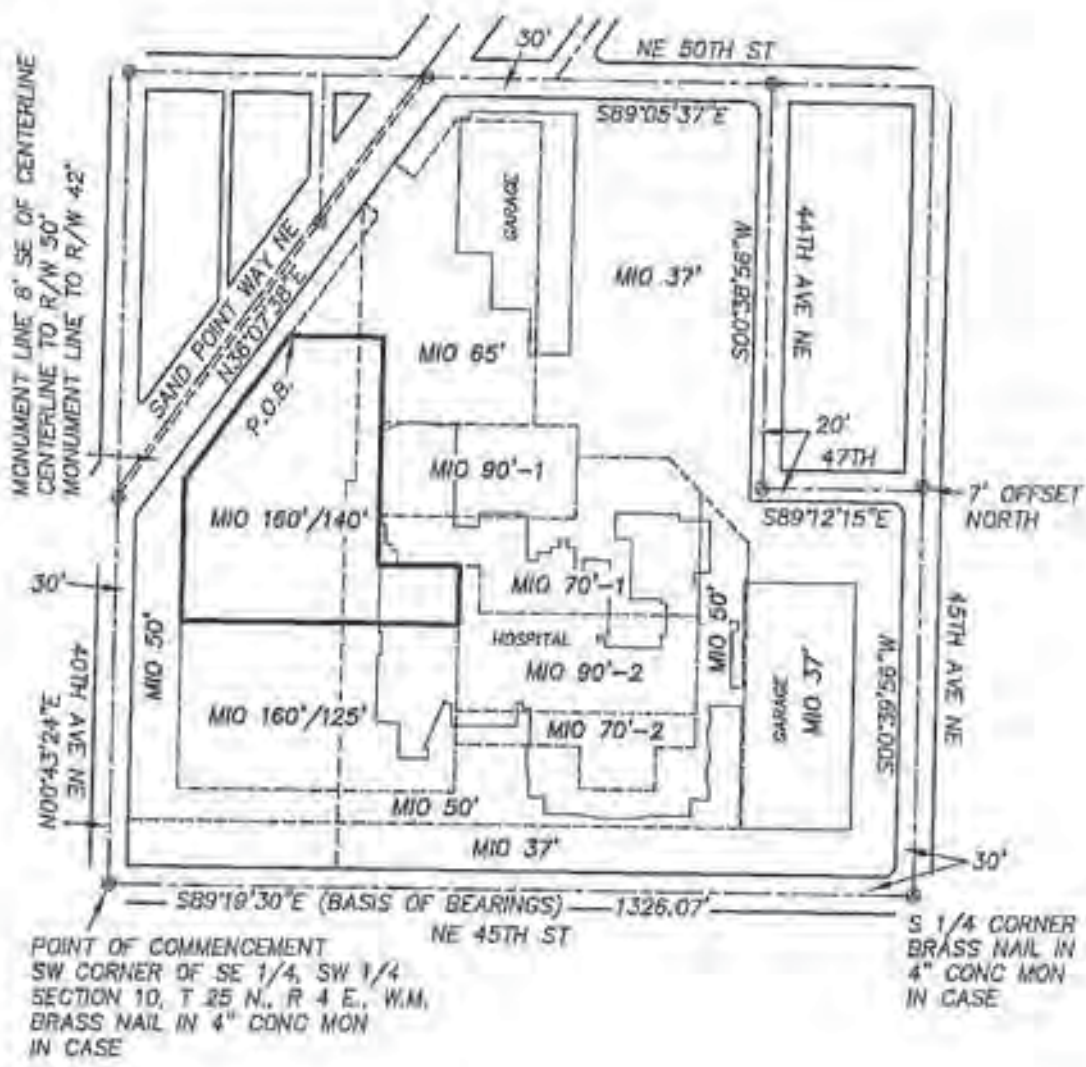 30'
NE 50TH ST
S89°05'37"E
MONUMENT LINE 8' SE OF CENTERLINE
CENTERLINE TO R/W 50'
MONUMENT LINE TO R/W 42'
SAND POINT WAY NE
N36°07'38"E
GARAGE
MIO 37'
S00°38'56"W
44TH AVE NE
MIO 65'
P.O.B.
20'
47TH
MIO 90'-1
7' OFFSET
NORTH
S89°12'15"E
MIO 160'/140'
30'
MIO 70'-1
MIO 50'
HOSPITAL
MIO 90'-2
MIO 50'
GARAGE
MIO 37'
S00°39'56"W
45TH AVE NE
N00°43'24"E
40TH AVE NE
MIO 160'/125'
MIO 70'-2
MIO 50'
MIO 37'
30'
S89°19'30"E (BASIS OF BEARINGS) 1326.07'
NE 45TH ST
POINT OF COMMENCEMENT
SW CORNER OF SE 1/4, SW 1/4
SECTION 10, T 25 N., R 4 E., W.M.
BRASS NAIL IN 4" CONC MON
IN CASE
S 1/4 CORNER
BRASS NAIL IN
4" CONC MON
IN CASE